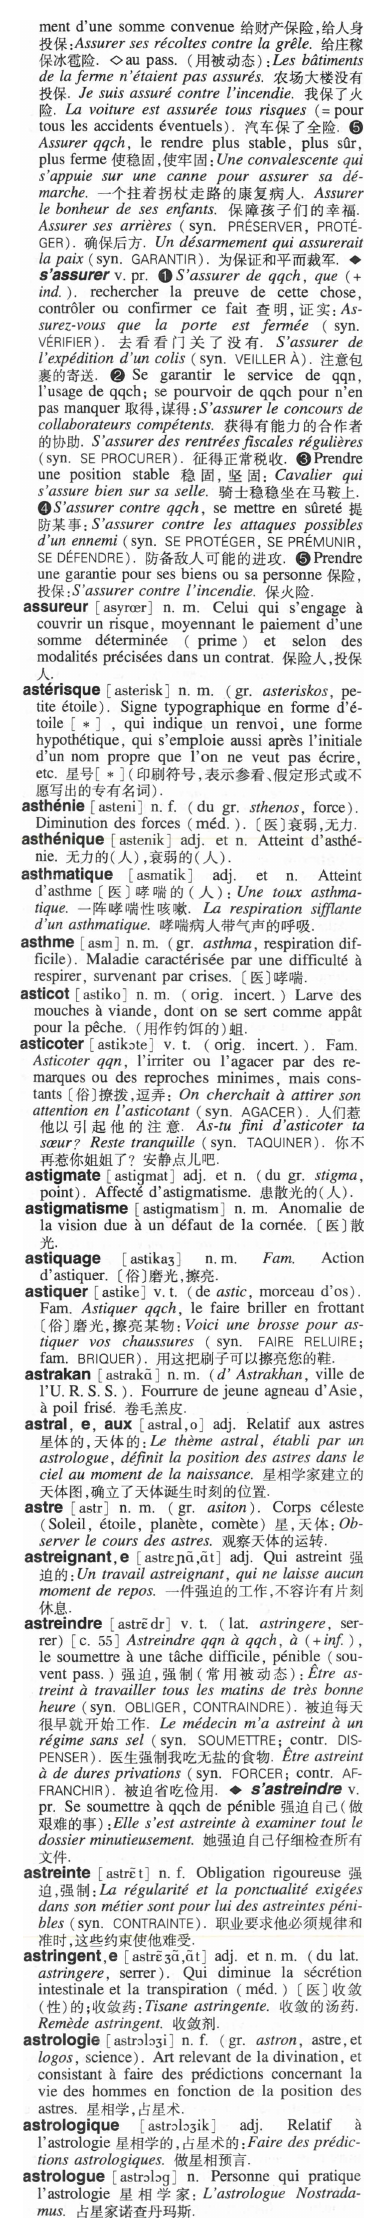 ment d'une somme convenue 给财产保险,给人身
投保:Assurer ses récoltes contre la grêle. 给庄稼
保冰雹险. ◇au pass. (用被动态):Les bâtiments
de la ferme n'étaient pas assurés. 农场大楼没有
投保. Je suis assuré contre l'incendie. 我保了火
险. La voiture est assurée tous risques (= pour
tous les accidents éventuels). 汽车保了全险. ❺
Assurer qqch, le rendre plus stable, plus sûr,
plus ferme 使稳固,使牢固:Une convalescente qui
s'appuie sur une canne pour assurer sa dé-
marche. 一个拄着拐杖走路的康复病人. Assurer
le bonheur de ses enfants. 保障孩子们的幸福.
Assurer ses arrières (syn. PRÉSERVER, PROTÉ-
GER). 确保后方. Un désarmement qui assurerait
la paix (syn. GARANTIR). 为保证和平而裁军. ◆
s'assurer v. pr. ❶S'assurer de qqch, que (+
ind.). rechercher la preuve de cette chose,
contrôler ou confirmer ce fait 查明,证实:As-
surez-vous que la porte est fermée (syn.
VÉRIFIER). 去看看门关了没有. S'assurer de
l'expédition d'un colis (syn. VEILLER À). 注意包
裹的寄送. ❷ Se garantir le service de qqn,
l'usage de qqch; se pourvoir de qqch pour n'en
pas manquer 取得,谋得:S'assurer le concours de
collaborateurs compétents. 获得有能力的合作者
的协助. S'assurer des rentrées fiscales régulières
(syn. SE PROCURER). 征得正常税收. ❸Prendre
une position stable 稳固,坚固: Cavalier qui
s'assure bien sur sa selle. 骑士稳稳坐在马鞍上.
❹S'assurer contre qqch, se mettre en sûreté 提
防某事:S'assurer contre les attaques possibles
d'un ennemi (syn. SE PROTÉGER, SE PRÉMUNIR,
SE DÉFENDRE). 防备敌人可能的进攻. ❺Prendre
une garantie pour ses biens ou sa personne 保险,
投保:S'assurer contre l'incendie. 保火险.
assureur [asyrœr] n. m. Celui qui s'engage à
couvrir un risque, moyennant le paiement d'une
somme déterminée (prime) et selon des
modalités précisées dans un contrat. 保险人,投保
人.
astérisque [asterisk] n. m. (gr. asteriskos, pe-
tite étoile). Signe typographique en forme d'é-
toile [ * ] , qui indique un renvoi, une forme
hypothétique, qui s'emploie aussi après l'initiale
d'un nom propre que l'on ne veut pas écrire,
etc. 星号[ * ](印刷符号,表示参看、假定形式或不
愿写出的专有名词).
asthénie [asteni] n. f. (du gr. sthenos, force).
Diminution des forces (méd.). 〔医〕衰弱,无力.
asthénique [astenik] adj. et n. Atteint d'asthé-
nie. 无力的(人),衰弱的(人).
asthmatique [asmatik] adj. et n. Atteint
d'asthme〔医〕哮喘的(人): Une toux asthma-
tique. 一阵哮喘性咳嗽. La respiration sifflante
d'un asthmatique. 哮喘病人带气声的呼吸.
asthme [asm] n. m. (gr. asthma, respiration dif-
ficile). Maladie caractérisée par une difficulté à
respirer, survenant par crises. 〔医〕哮喘.
asticot [astiko] n. m. (orig. incert.) Larve des
mouches à viande, dont on se sert comme appât
pour la pêche. (用作钓饵的)蛆.
asticoter [astikɔte] v. t. (orig. incert.). Fam.
Asticoter qqn, l'irriter ou l'agacer par des re-
marques ou des reproches minimes, mais cons-
tants〔俗〕撩拨,逗弄: On cherchait à attirer son
attention en l'asticotant (syn. AGACER). 人们惹
他以引起他的注意. As-tu fini d'asticoter ta
sœur? Reste tranquille (syn. TAQUINER). 你不
再惹你姐姐了? 安静点儿吧.
astigmate [astigmat] adj. et n. (du gr. stigma,
point). Affecté d'astigmatisme. 患散光的(人).
astigmatisme [astigmatism] n. m. Anomalie de
la vision due à un défaut de la cornée. 〔医〕散
光.
astiquage [astikaʒ] n. m. Fam. Action
d'astiquer. 〔俗〕磨光,擦亮.
astiquer [astike] v. t. (de astic, morceau d'os).
Fam. Astiquer qqch, le faire briller en frottant
〔俗〕磨光,擦亮某物:Voici une brosse pour as-
tiquer vos chaussures (syn. FAIRE RELUIRE;
fam. BRIQUER). 用这把刷子可以擦亮您的鞋.
astrakan [astrakɑ̃] n. m. (d' Astrakhan, ville de
l'U.R.S.S.). Fourrure de jeune agneau d'Asie,
à poil frisé. 卷毛羔皮.
astral, e, aux [astral,o] adj. Relatif aux astres
星体的,天体的:Le thème astral, établi par un
astrologue, définit la position des astres dans le
ciel au moment de la naissance. 星相学家建立的
天体图,确立了天体诞生时刻的位置.
astre [astr] n. m. (gr. asiton). Corps céleste
(Soleil, étoile, planète, comète) 星,天体:Ob-
server le cours des astres. 观察天体的运转.
astreignant, e [astrɛɲɑ̃,ɑ̃t] adj. Qui astreint 强
迫的:Un travail astreignant, qui ne laisse aucun
moment de repos. 一件强迫的工作,不容许有片刻
休息.
astreindre [astrɛ̃dr] v. t. (lat. astringere, ser-
rer) [c. 55] Astreindre qqn à qqch, à (+inf.),
le soumettre à une tâche difficile, pénible (sou-
vent pass.) 强迫,强制(常用被动态): Être as-
treint à travailler tous les matins de très bonne
heure (syn. OBLIGER, CONTRAINDRE). 被迫每天
很早就开始工作. Le médecin m'a astreint à un
régime sans sel (syn. SOUMETTRE; contr. DIS-
PENSER). 医生强制我吃无盐的食物. Être astreint
à de dures privations (syn. FORCER; contr. AF-
FRANCHIR). 被迫省吃俭用. ◆ s'astreindre v.
pr. Se soumettre à qqch de pénible 强迫自己(做
艰难的事):Elle s'est astreinte à examiner tout le
dossier minutieusement. 她强迫自己仔细检查所有
文件.
astreinte [astrɛ̃t] n. f. Obligation rigoureuse 强
迫,强制:La régularité et la ponctualité exigées
dans son métier sont pour lui des astreintes péni-
bles (syn. CONTRAINTE). 职业要求他必须规律和
准时,这些约束使他难受.
astringent, e [astrɛ̃ʒɑ̃,ɑ̃t] adj. et n. m. (du lat.
astringere, serrer). Qui diminue la sécrétion
intestinale et la transpiration (méd.)〔医〕收敛
(性)的;收敛药:Tisane astringente. 收敛的汤药.
Remède astringent. 收敛剂.
astrologie [astrɔlɔʒi] n. f. (gr. astron, astre, et
logos, science). Art relevant de la divination, et
consistant à faire des prédictions concernant la
vie des hommes en fonction de la position des
astres. 星相学,占星术.
astrologique [astrɔlɔʒik] adj. Relatif à
l'astrologie 星相学的,占星术的:Faire des prédic-
tions astrologiques. 做星相预言.
astrologue [astrɔlɔg] n. Personne qui pratique
l'astrologie 星相学家:L'astrologue Nostrada-
mus. 占星家诺查丹玛斯.